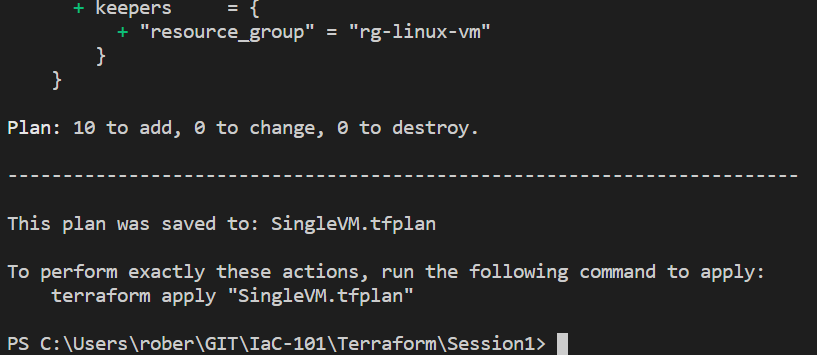 + keepers = {
+ "resource_group" = "rg-linux-vm"
}
}
Plan: 10 to add, 0 to change, 0 to destroy.
------------------------------------------------------------------------
This plan was saved to: SingleVM.tfplan
To perform exactly these actions, run the following command to apply:
terraform apply "SingleVM.tfplan"
PS C:\Users\rober\GIT\IaC-101\Terraform\Session1>